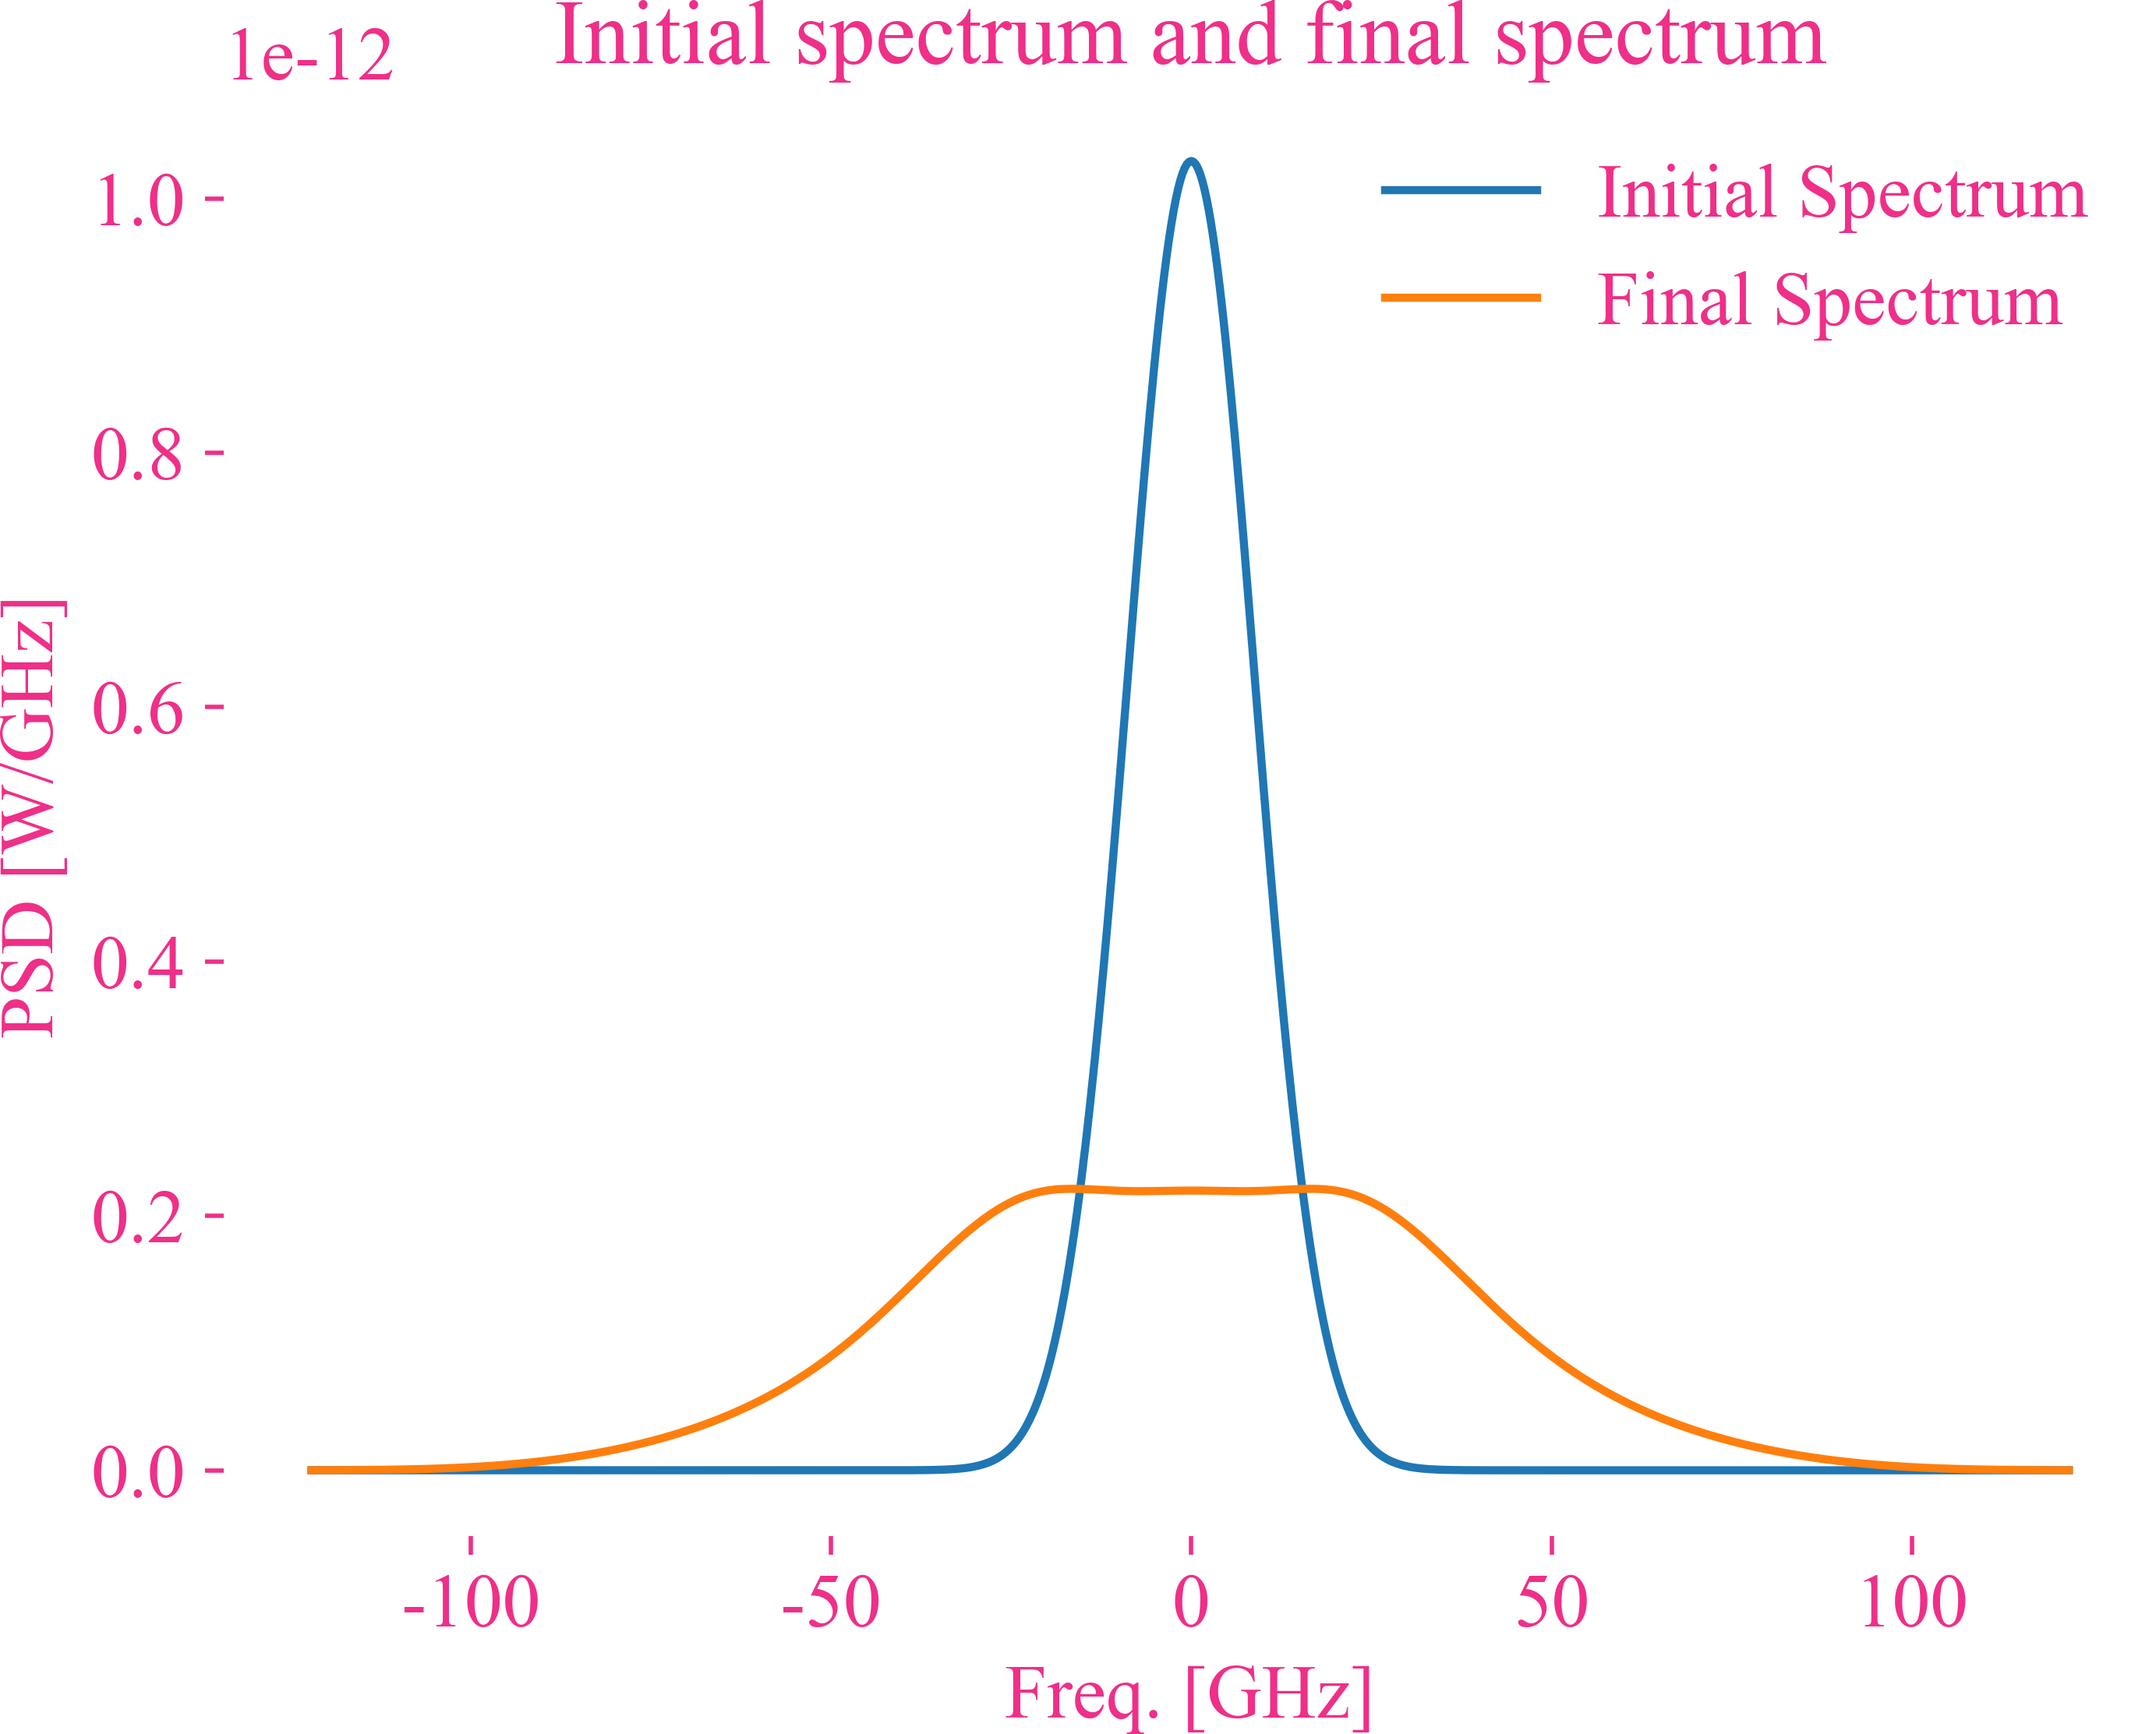 Initial spectrum and final spectrum
1e-12
Initial Spectrum
Final Spectrum
1.0
0.8
0.6
0.4
0.2
0.0
PSD [W/GHz]
-100 -50 0 50 100
Freq. [GHz]